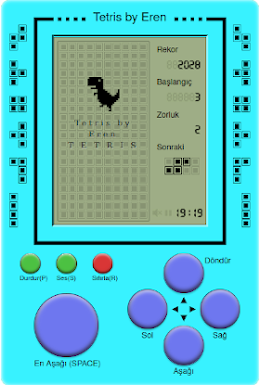 Tetris by Eren
Rekor
2028
Başlangıç
3
Zorluk
2
Sonraki
Tetris by
Eren
TETRIS
19:19
Durdur(P)
Ses(S)
Sıfırla(R)
Döndür
Sol
Sağ
En Aşağı (SPACE)
Aşağı